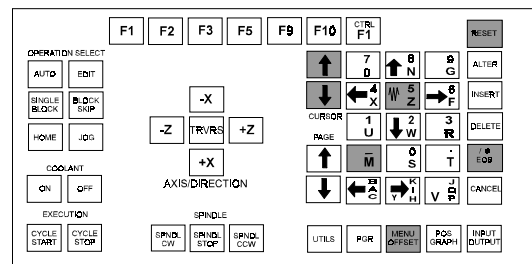 F1 F2 F3 F5 F9 F10 CTRL F1
RESET
OPERATION SELECT
AUTO EDIT
7 D 8 N 9 G ALTER
SINGLE BLOCK BLOCK SKIP
-X
4 X 5 Z 6 F INSERT
HOME JOG
-Z TRVRS +Z
CURSOR 1 U 2 W 3 R DELETE
PAGE
+X
COOLANT
AXIS/DIRECTION
M 0 S . T / # EOB
ON OFF
B A C Y K I H V J Q P CANCEL
EXECUTION
SPINDLE
CYCLE START CYCLE STOP
SPNDL CW SPNDL STOP SPNDL CCW
UTILS PGR MENU OFFSET POS GRAPH INPUT OUTPUT